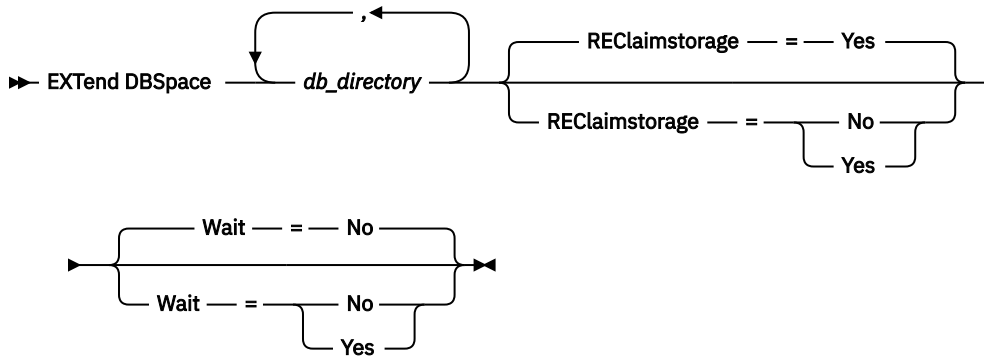 ,
REClaimstorage = Yes
EXTend DBSpace db_directory
REClaimstorage = No
Yes
Wait = No
Wait = No
Yes